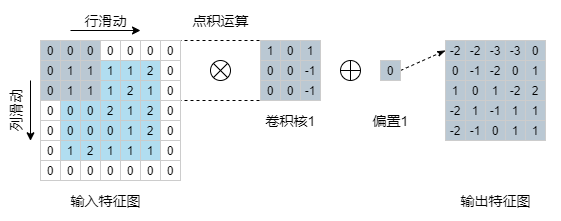 行滑动
点积运算
列滑动
0 0 0 0 0 0 0
0 1 1 1 1 2 0
0 1 1 1 2 1 0
0 0 0 2 1 2 0
0 0 0 0 1 2 0
0 1 2 1 1 1 0
0 0 0 0 0 0 0
输入特征图
1 0 1
0 0 -1
0 0 -1
卷积核1
0
偏置1
-2 -2 -3 -3 0
0 -1 -2 0 1
1 0 1 -2 2
-2 1 -1 1 1
-2 -1 0 1 1
输出特征图